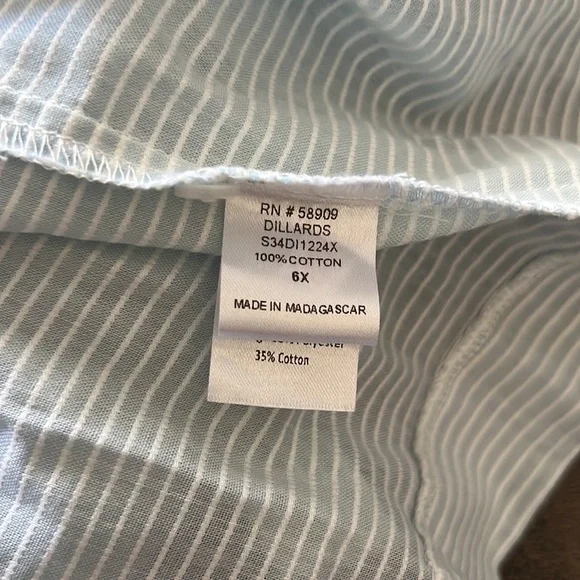 RN # 58909
DILLARDS
S34DI1224X
100%COTTON
6X
MADE IN MADAGASCAR
35% Cotton